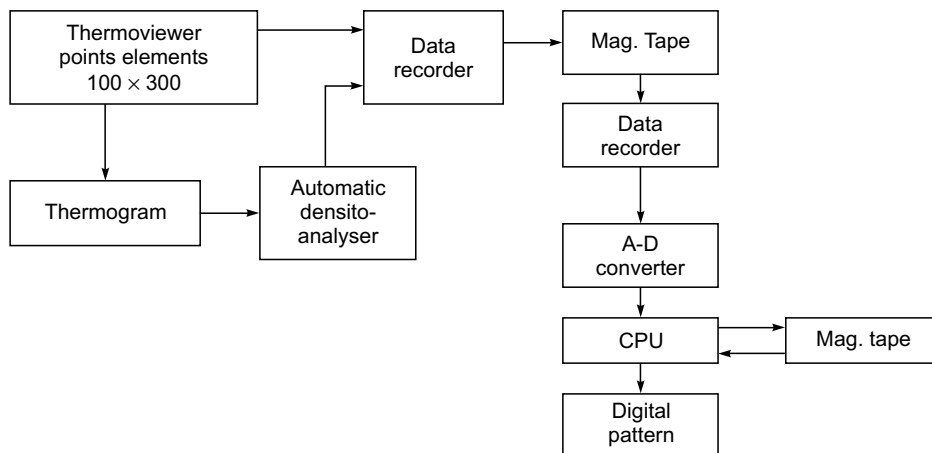 Thermoviewer
points elements
100 × 300
Data
recorder
Mag. Tape
Data
recorder
Thermogram
Automatic
densito-
analyser
A-D
converter
CPU
Mag. tape
Digital
pattern